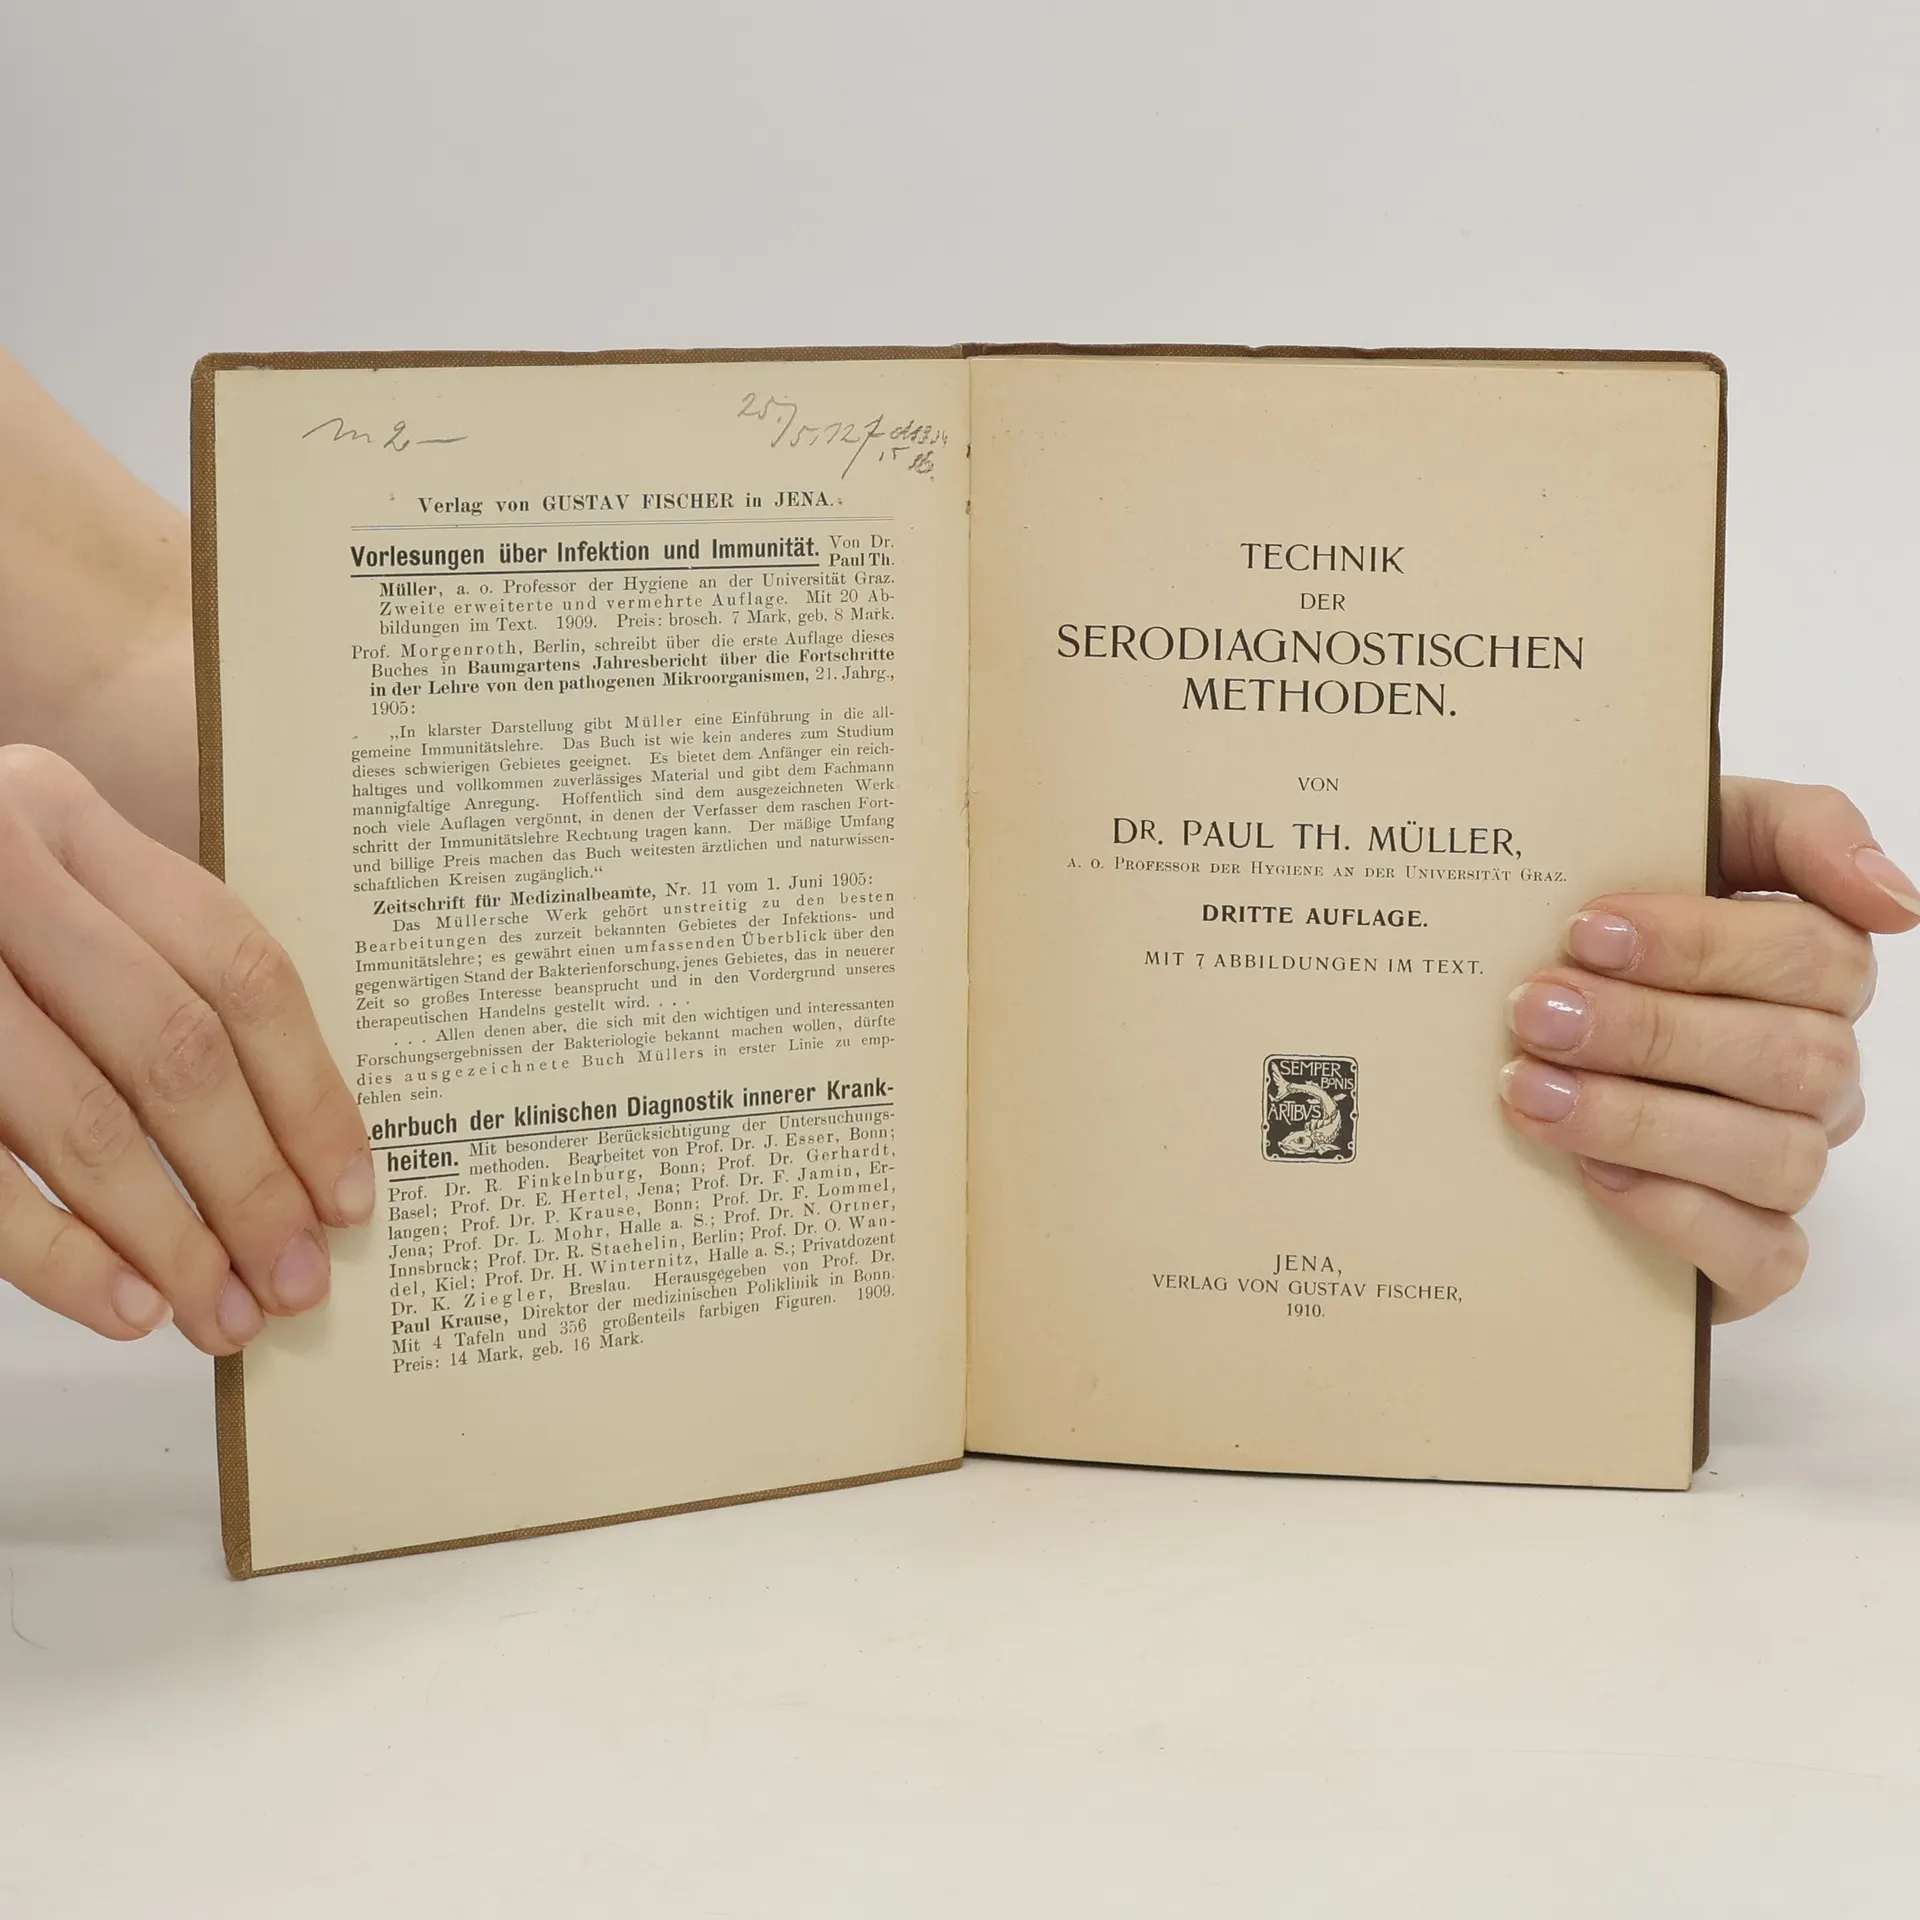 m 2 —
25./5.12
Verlag von GUSTAV FISCHER in JENA.
Vorlesungen über Infektion und Immunität. Von Dr.
Paul Th.
Müller, a. o. Professor der Hygiene an der Universität Graz.
Zweite erweiterte und vermehrte Auflage. Mit 20 Ab-
bildungen im Text. 1909. Preis: brosch. 7 Mark, geb. 8 Mark.
Prof. Morgenroth, Berlin, schreibt über die erste Auflage dieses
Buches in Baumgartens Jahresbericht über die Fortschritte
in der Lehre von den pathogenen Mikroorganismen, 21. Jahrg.,
1905:
„In klarster Darstellung gibt Müller eine Einführung in die all-
gemeine Immunitätslehre. Das Buch ist wie kein anderes zum Studium
dieses schwierigen Gebietes geeignet. Es bietet dem Anfänger ein reich-
haltiges und vollkommen zuverlässiges Material und gibt dem Fachmann
mannigfaltige Anregung. Hoffentlich sind dem ausgezeichneten Werk
noch viele Auflagen vergönnt, in denen der Verfasser dem raschen Fort-
schritt der Immunitätslehre Rechnung tragen kann. Der mäßige Umfang
und billige Preis machen das Buch weitesten ärztlichen und naturwissen-
schaftlichen Kreisen zugänglich.“
Zeitschrift für Medizinalbeamte, Nr. 11 vom 1. Juni 1905:
Das Müllersche Werk gehört unstreitig zu den besten
Bearbeitungen des zurzeit bekannten Gebietes der Infektions- und
Immunitätslehre; es gewährt einen umfassenden Überblick über den
gegenwärtigen Stand der Bakterienforschung, jenes Gebietes, das in neuerer
Zeit so großes Interesse beansprucht und in den Vordergrund unseres
therapeutischen Handelns gestellt wird. . . .
. . . Allen denen aber, die sich mit den wichtigen und interessanten
Forschungsergebnissen der Bakteriologie bekannt machen wollen, dürfte
dies ausgezeichnete Buch Müllers in erster Linie zu emp-
fehlen sein.
Lehrbuch der klinischen Diagnostik innerer Krank-
heiten. Mit besonderer Berücksichtigung der Untersuchungs-
methoden. Bearbeitet von Prof. Dr. J. Esser, Bonn;
Prof. Dr. R. Finkelnburg, Bonn; Prof. Dr. Gerhardt,
Basel; Prof. Dr. E. Hertel, Jena; Prof. Dr. F. Jamin, Er-
langen; Prof. Dr. P. Krause, Bonn; Prof. Dr. F. Lommel,
Jena; Prof. Dr. L. Mohr, Halle a. S.; Prof. Dr. N. Ortner,
Innsbruck; Prof. Dr. R. Staehelin, Berlin; Prof. Dr. O. Wan-
del, Kiel; Prof. Dr. H. Winternitz, Halle a. S.; Privatdozent
Dr. K. Ziegler, Breslau. Herausgegeben von Prof. Dr.
Paul Krause, Direktor der medizinischen Poliklinik in Bonn.
Mit 4 Tafeln und 356 großenteils farbigen Figuren. 1909.
Preis: 14 Mark, geb. 16 Mark.
TECHNIK
DER
SERODIAGNOSTISCHEN
METHODEN.
VON
DR. PAUL TH. MÜLLER,
A. O. PROFESSOR DER HYGIENE AN DER UNIVERSITÄT GRAZ.
DRITTE AUFLAGE.
MIT 7 ABBILDUNGEN IM TEXT.
SEMPER
BONIS
ARTIBVS
JENA,
VERLAG VON GUSTAV FISCHER,
1910.